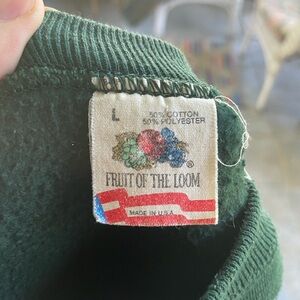 L
50% COTTON
50% POLYESTER
®
FRUIT OF THE LOOM
MADE IN U.S.A.